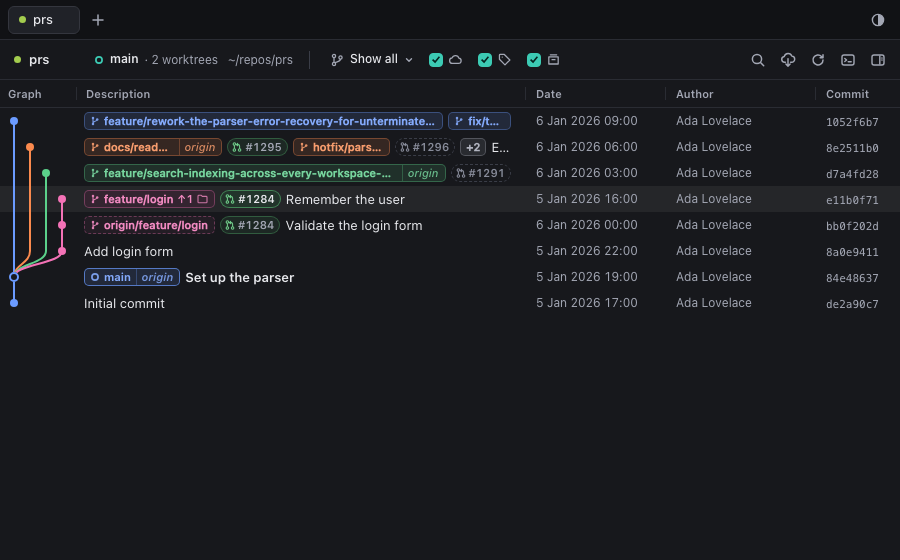 prs
prs main · 2 worktrees ~/repos/prs Show all
Graph Description Date Author Commit
feature/rework-the-parser-error-recovery-for-unterminate... fix/t... 6 Jan 2026 09:00 Ada Lovelace 1052f6b7
docs/read... origin #1295 hotfix/pars... #1296 +2 E... 6 Jan 2026 06:00 Ada Lovelace 8e2511b0
feature/search-indexing-across-every-workspace-... origin #1291 6 Jan 2026 03:00 Ada Lovelace d7a4fd28
feature/login ↑1 #1284 Remember the user 5 Jan 2026 16:00 Ada Lovelace e11b0f71
origin/feature/login #1284 Validate the login form 6 Jan 2026 00:00 Ada Lovelace bb0f202d
Add login form 5 Jan 2026 22:00 Ada Lovelace 8a0e9411
main origin Set up the parser 5 Jan 2026 19:00 Ada Lovelace 84e48637
Initial commit 5 Jan 2026 17:00 Ada Lovelace de2a90c7